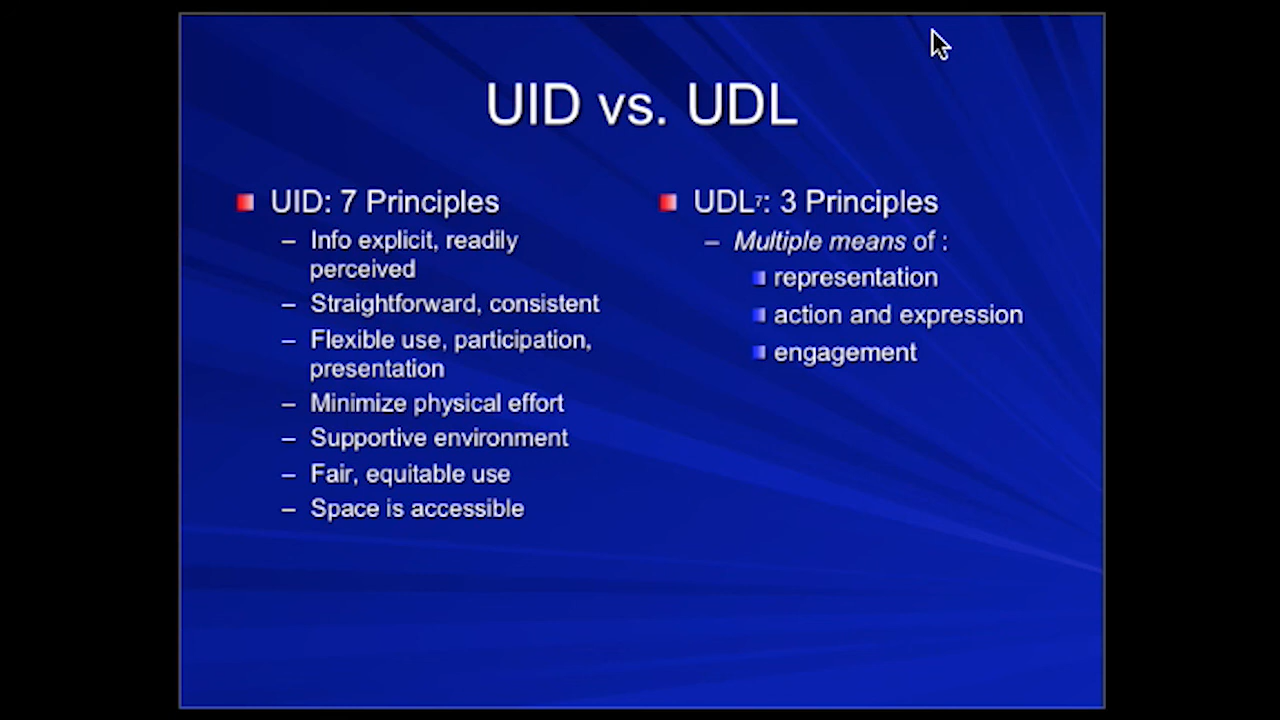 UID vs. UDL
UID: 7 Principles
– Info explicit, readily
perceived
– Straightforward, consistent
– Flexible use, participation,
presentation
– Minimize physical effort
– Supportive environment
– Fair, equitable use
– Space is accessible
UDL⁷: 3 Principles
– Multiple means of :
representation
action and expression
engagement